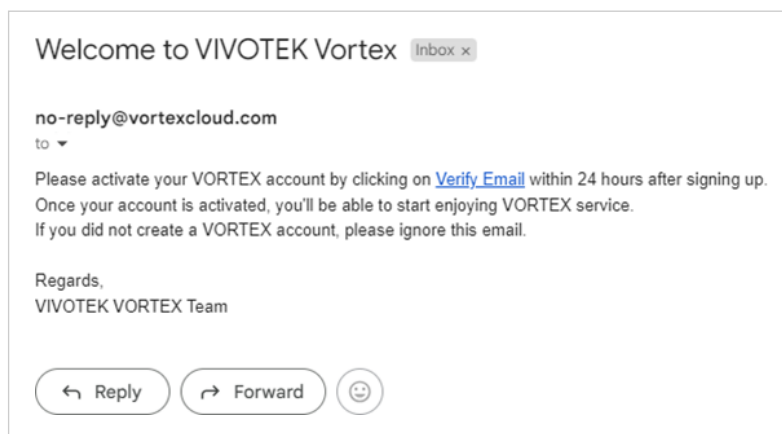 Welcome to VIVOTEK Vortex Inbox ×
no-reply@vortexcloud.com
to
Please activate your VORTEX account by clicking on Verify Email within 24 hours after signing up.
Once your account is activated, you'll be able to start enjoying VORTEX service.
If you did not create a VORTEX account, please ignore this email.
Regards,
VIVOTEK VORTEX Team
Reply Forward